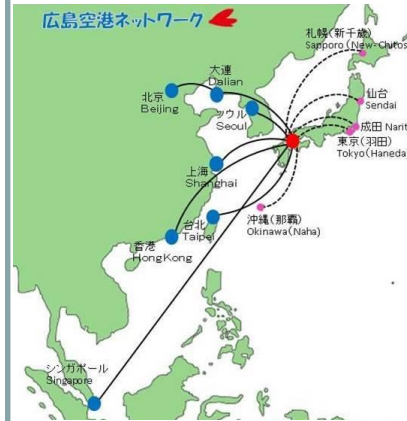 広島空港ネットワーク
札幌(新千歳)
Sapporo(New-Chitos
大連
Dalian
仙台
Sendai
北京
Beijing
ソウル
Seoul
成田 Narit
東京(羽田)
Tokyo(Haneda
上海
Shanghai
台北
Taipei
沖縄(那覇)
Okinawa(Naha)
香港
HongKong
シンガポール
Singapore